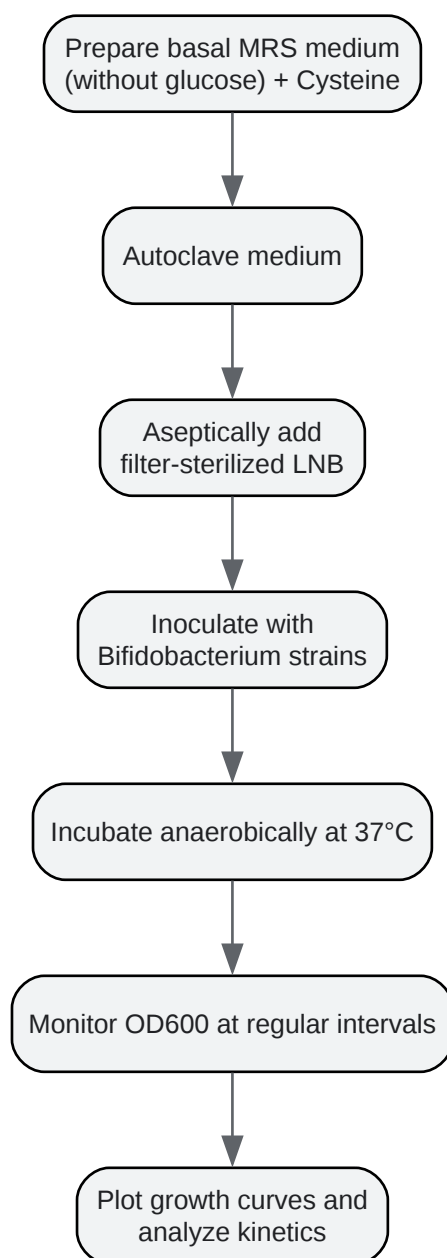 Prepare basal MRS medium
(without glucose) + Cysteine
Autoclave medium
Aseptically add
filter-sterilized LNB
Inoculate with
Bifidobacterium strains
Incubate anaerobically at 37°C
Monitor OD600 at regular intervals
Plot growth curves and
analyze kinetics